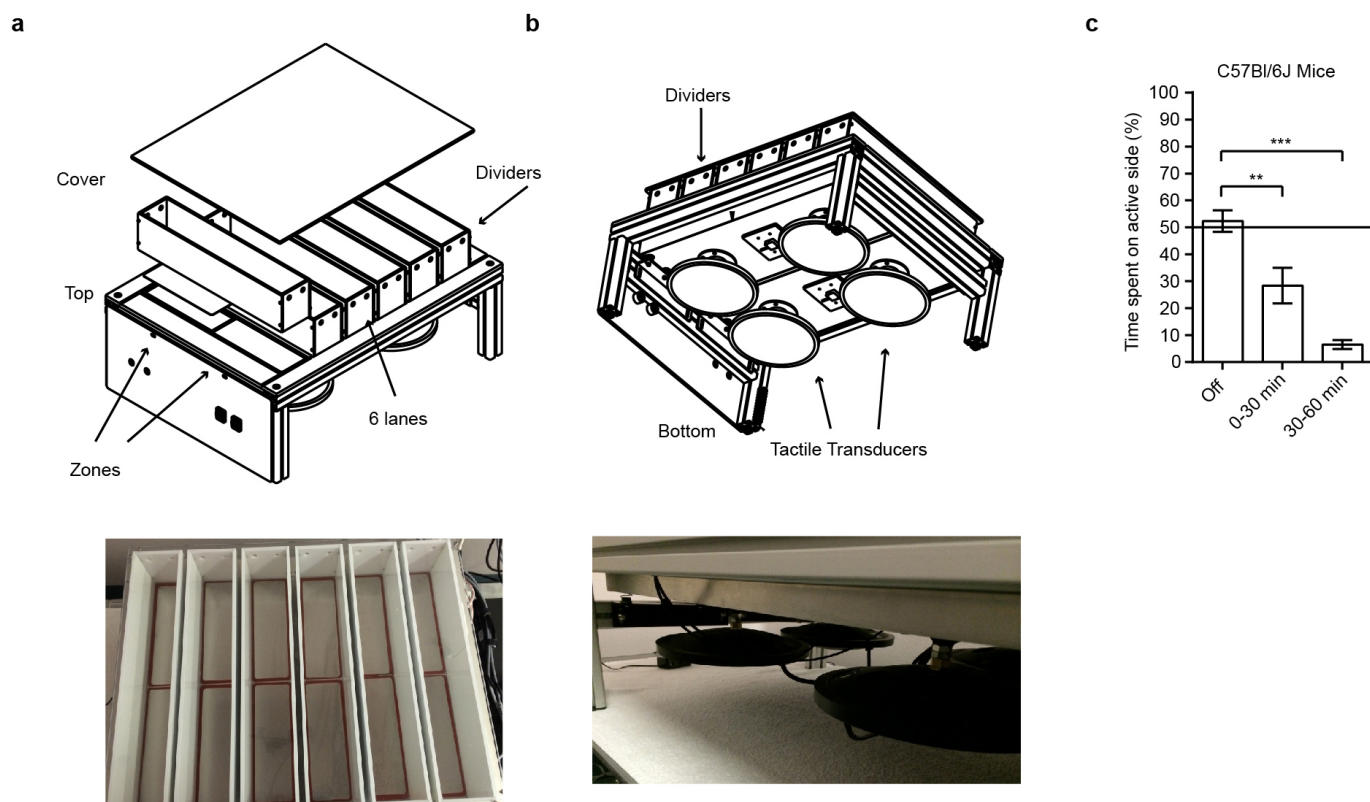 a
Cover
Dividers
Top
6 lanes
Zones
b
Dividers
Bottom
Tactile Transducers
c
C57Bl/6J Mice
Time spent on active side (%)
100
90
80
70
60
50
40
30
20
10
0
***
**
Off
0-30 min
30-60 min